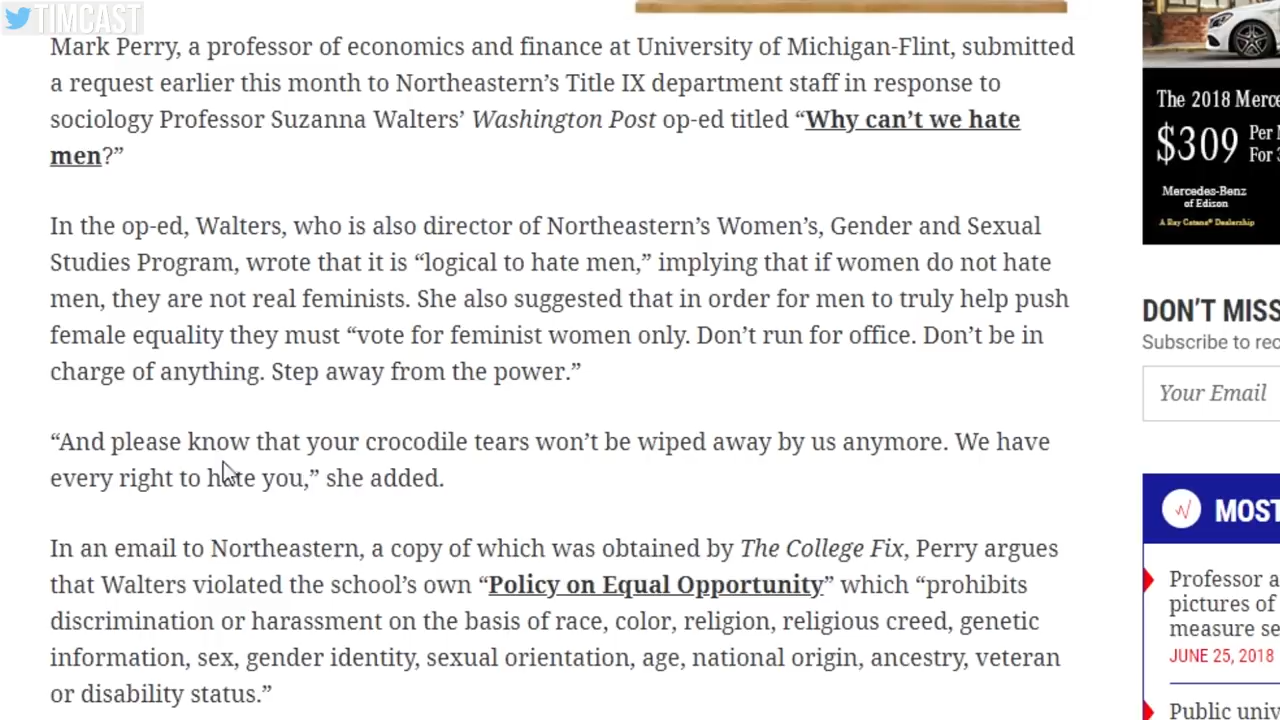 TIMCAST
Mark Perry, a professor of economics and finance at University of Michigan-Flint, submitted
a request earlier this month to Northeastern’s Title IX department staff in response to
sociology Professor Suzanna Walters’ Washington Post op-ed titled “Why can’t we hate
men?”
In the op-ed, Walters, who is also director of Northeastern’s Women’s, Gender and Sexual
Studies Program, wrote that it is “logical to hate men,” implying that if women do not hate
men, they are not real feminists. She also suggested that in order for men to truly help push
female equality they must “vote for feminist women only. Don’t run for office. Don’t be in
charge of anything. Step away from the power.”
“And please know that your crocodile tears won’t be wiped away by us anymore. We have
every right to hate you,” she added.
In an email to Northeastern, a copy of which was obtained by The College Fix, Perry argues
that Walters violated the school’s own “Policy on Equal Opportunity” which “prohibits
discrimination or harassment on the basis of race, color, religion, religious creed, genetic
information, sex, gender identity, sexual orientation, age, national origin, ancestry, veteran
or disability status.”
The 2018 Merce
$309
Per
For
Mercedes-Benz
of Edison
A Ray Catena® Dealership
DON’T MISS
Subscribe to rec
Your Email
MOST
Professor a
pictures of
measure se
JUNE 25, 2018
Public univ